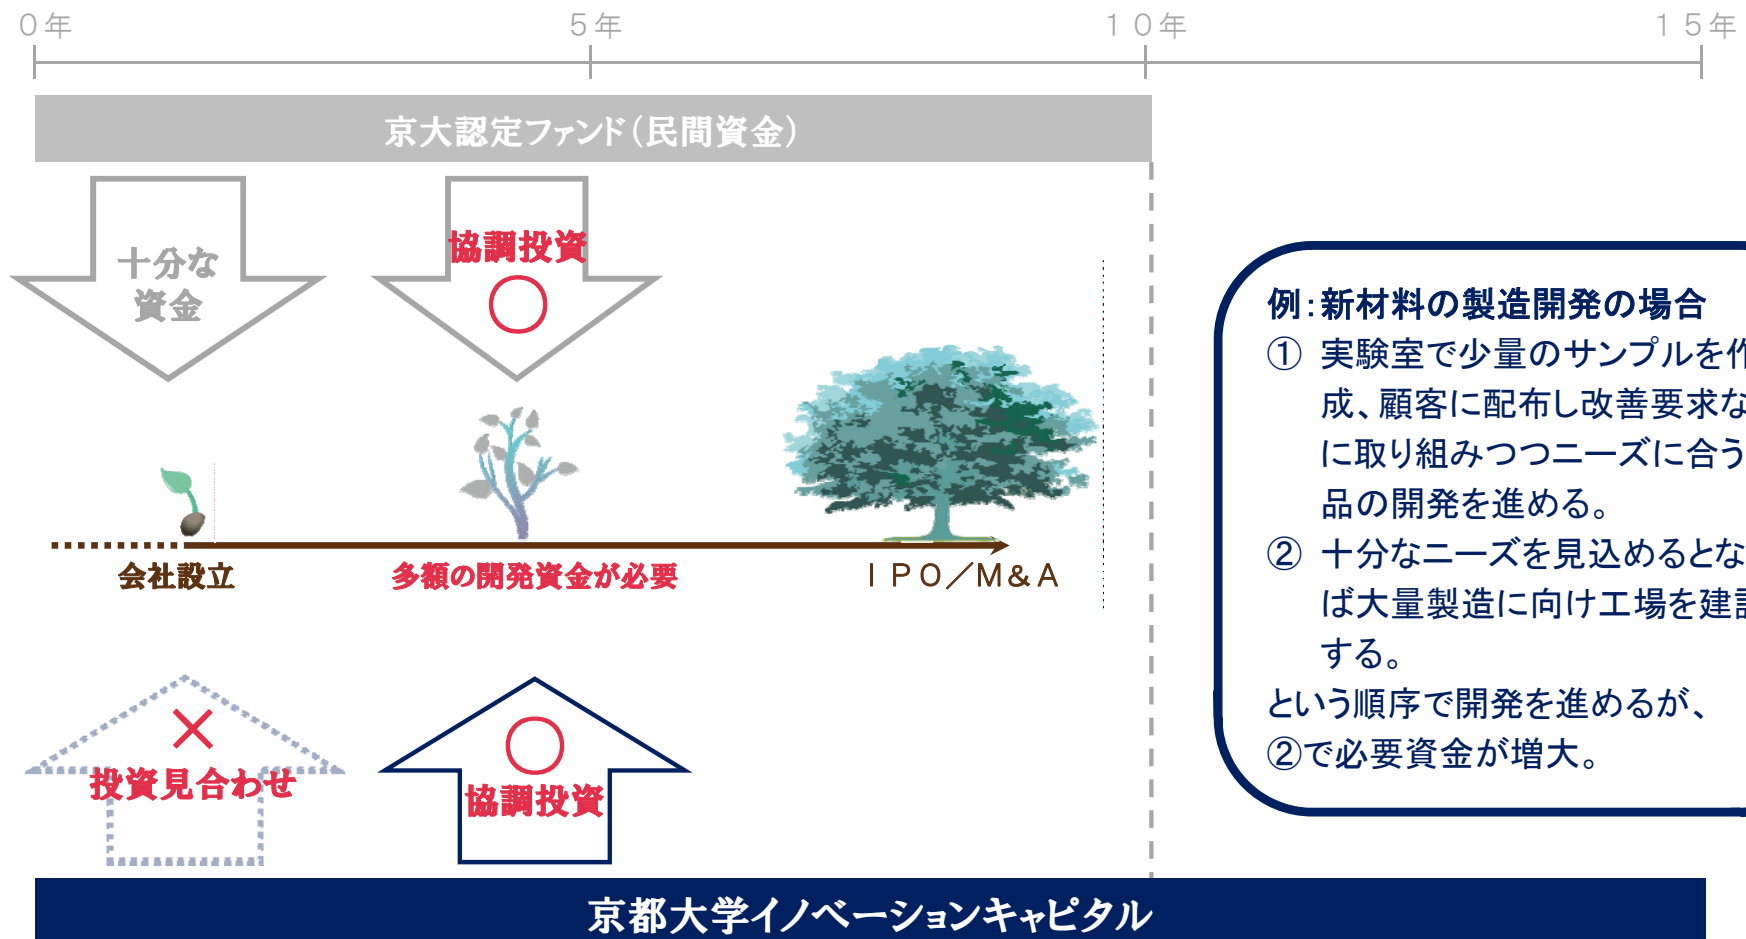 0年
5年
10年
15年
京大認定ファンド(民間資金)
十分な
資金
協調投資
○
会社設立
多額の開発資金が必要
IPO/M&A
×
投資見合わせ
○
協調投資
例:新材料の製造開発の場合
① 実験室で少量のサンプルを作
成、顧客に配布し改善要求な
に取り組みつつニーズに合う
品の開発を進める。
② 十分なニーズを見込めるとな
ば大量製造に向け工場を建設
する。
という順序で開発を進めるが、
②で必要資金が増大。
京都大学イノベーションキャピタル